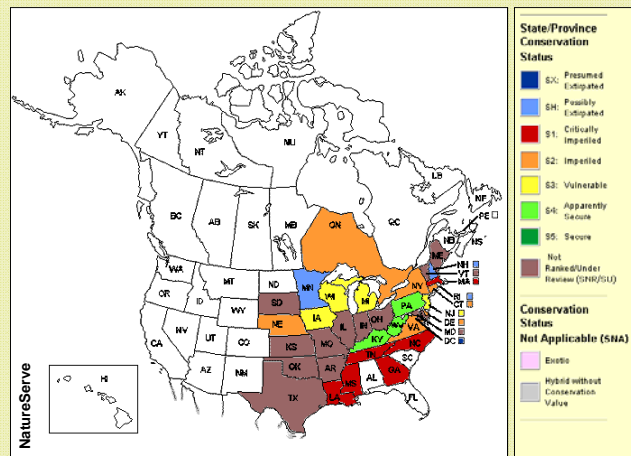 AK
YT
NT
NU
BC
AB
SK
MB
ON
QC
LB
NF
PE
NB
NS
ME
WA
MT
ND
MN
OR
ID
WY
SD
WI
MI
NY
NH
VT
MA
RI
CT
NJ
DE
MD
DC
NV
UT
CO
NE
IA
IL
IN
OH
PA
WV
VA
CA
AZ
NM
KS
MO
KY
OK
AR
TN
NC
TX
LA
MS
AL
GA
SC
FL
HI
NatureServe
State/Province
Conservation
Status
SX: Presumed
Extirpated
SH: Possibly
Extirpated
S1: Critically
Imperiled
S2: Imperiled
S3: Vulnerable
S4: Apparently
Secure
S5: Secure
Not
Ranked/Under
Review (SNR/SU)
Conservation
Status
Not Applicable (SNA)
Exotic
Hybrid without
Conservation
Value